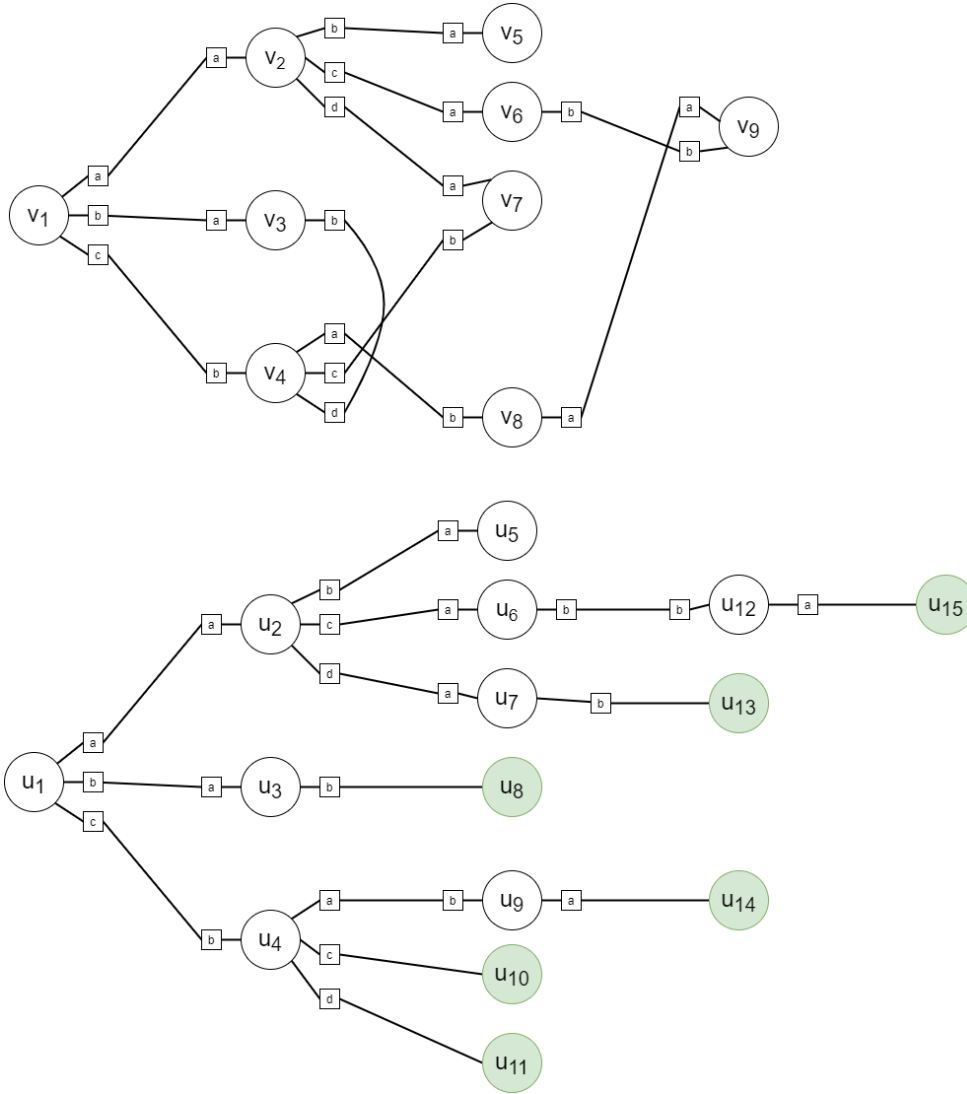 b a v5
a v2 c
d a v6 b a v9
b
a
v1 b a v3 b a v7
c b
a
b v4 c
d b v8 a
a u5
b
a u2 c a u6 b b u12 a u15
d a u7 b u13
a
u1 b a u3 b u8
c
a b u9 a u14
b u4 c u10
d
u11